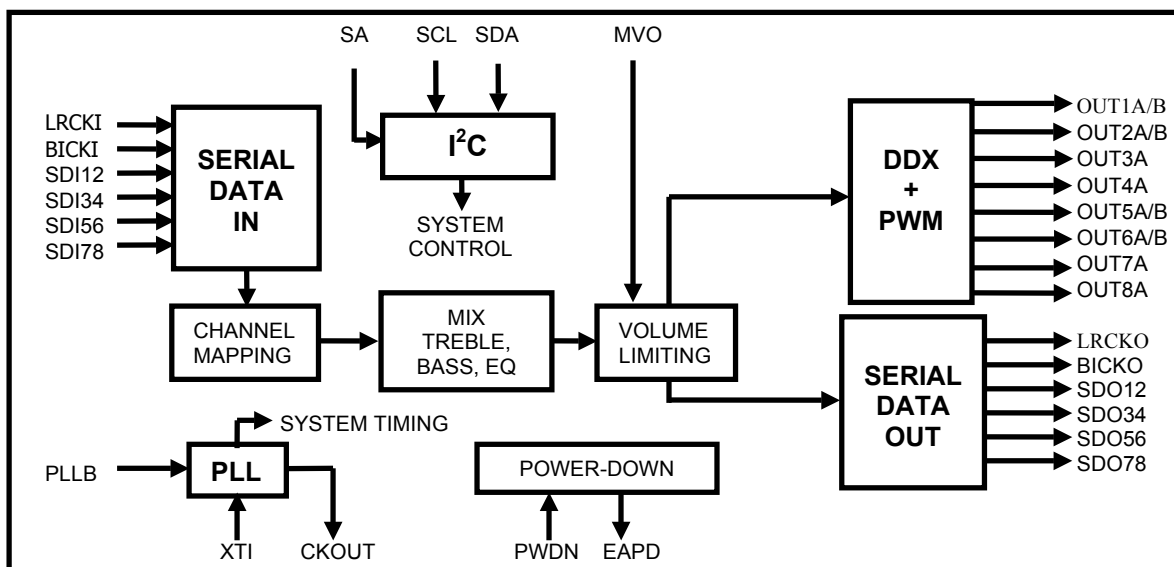 SA SCL SDA MVO
LRCKI
BICKI
SDI12
SDI34
SDI56
SDI78
SERIAL
DATA
IN
I²C
SYSTEM
CONTROL
DDX
+
PWM
OUT1A/B
OUT2A/B
OUT3A
OUT4A
OUT5A/B
OUT6A/B
OUT7A
OUT8A
CHANNEL
MAPPING
MIX
TREBLE,
BASS, EQ
VOLUME
LIMITING
SERIAL
DATA
OUT
LRCKO
BICKO
SDO12
SDO34
SDO56
SDO78
SYSTEM TIMING
PLLB
PLL
XTI
CKOUT
POWER-DOWN
PWDN
EAPD